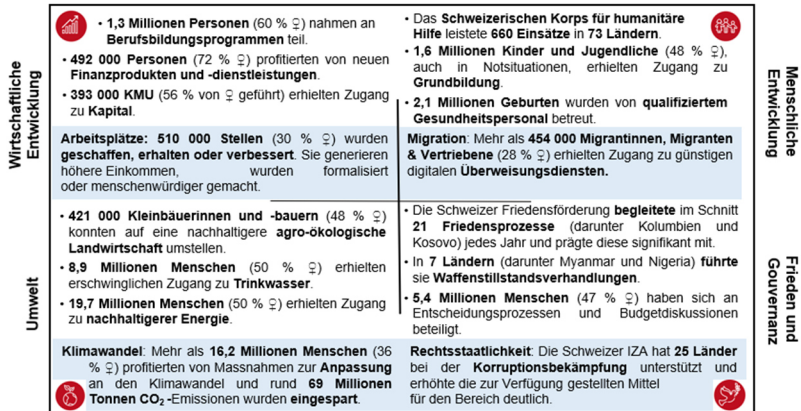 Wirtschaftliche
Entwicklung
• 1,3 Millionen Personen (60 % ♀) nahmen an
Berufsbildungsprogrammen teil.
• 492 000 Personen (72 % ♀) profitierten von neuen
Finanzprodukten und -dienstleistungen.
• 393 000 KMU (56 % von ♀ geführt) erhielten Zugang
zu Kapital.
Arbeitsplätze: 510 000 Stellen (30 % ♀) wurden
geschaffen, erhalten oder verbessert. Sie generieren
höhere Einkommen, wurden formalisiert
oder menschenwürdiger gemacht.
Menschliche
Entwicklung
• Das Schweizerischen Korps für humanitäre
Hilfe leistete 660 Einsätze in 73 Ländern.
• 1,6 Millionen Kinder und Jugendliche (48 % ♀),
auch in Notsituationen, erhielten Zugang zu
Grundbildung.
• 2,1 Millionen Geburten wurden von qualifiziertem
Gesundheitspersonal betreut.
Migration: Mehr als 454 000 Migrantinnen, Migranten
& Vertriebene (28 % ♀) erhielten Zugang zu günstigen
digitalen Überweisungsdiensten.
Umwelt
• 421 000 Kleinbäuerinnen und -bauern (48 % ♀)
konnten auf eine nachhaltigere agro-ökologische
Landwirtschaft umstellen.
• 8,9 Millionen Menschen (50 % ♀) erhielten
erschwinglichen Zugang zu Trinkwasser.
• 19,7 Millionen Menschen (50 % ♀) erhielten Zugang
zu nachhaltigerer Energie.
Klimawandel: Mehr als 16,2 Millionen Menschen (36
% ♀) profitierten von Massnahmen zur Anpassung
an den Klimawandel und rund 69 Millionen
Tonnen CO₂ -Emissionen wurden eingespart.
Frieden und
Gouvernanz
• Die Schweizer Friedensförderung begleitete im Schnitt
21 Friedensprozesse (darunter Kolumbien und
Kosovo) jedes Jahr und prägte diese signifikant mit.
• In 7 Ländern (darunter Myanmar und Nigeria) führte
sie Waffenstillstandsverhandlungen.
• 5,4 Millionen Menschen (47 % ♀) haben sich an
Entscheidungsprozessen und Budgetdiskussionen
beteiligt.
Rechtsstaatlichkeit: Die Schweizer IZA hat 25 Länder
bei der Korruptionsbekämpfung unterstützt und
erhöhte die zur Verfügung gestellten Mittel
für den Bereich deutlich.